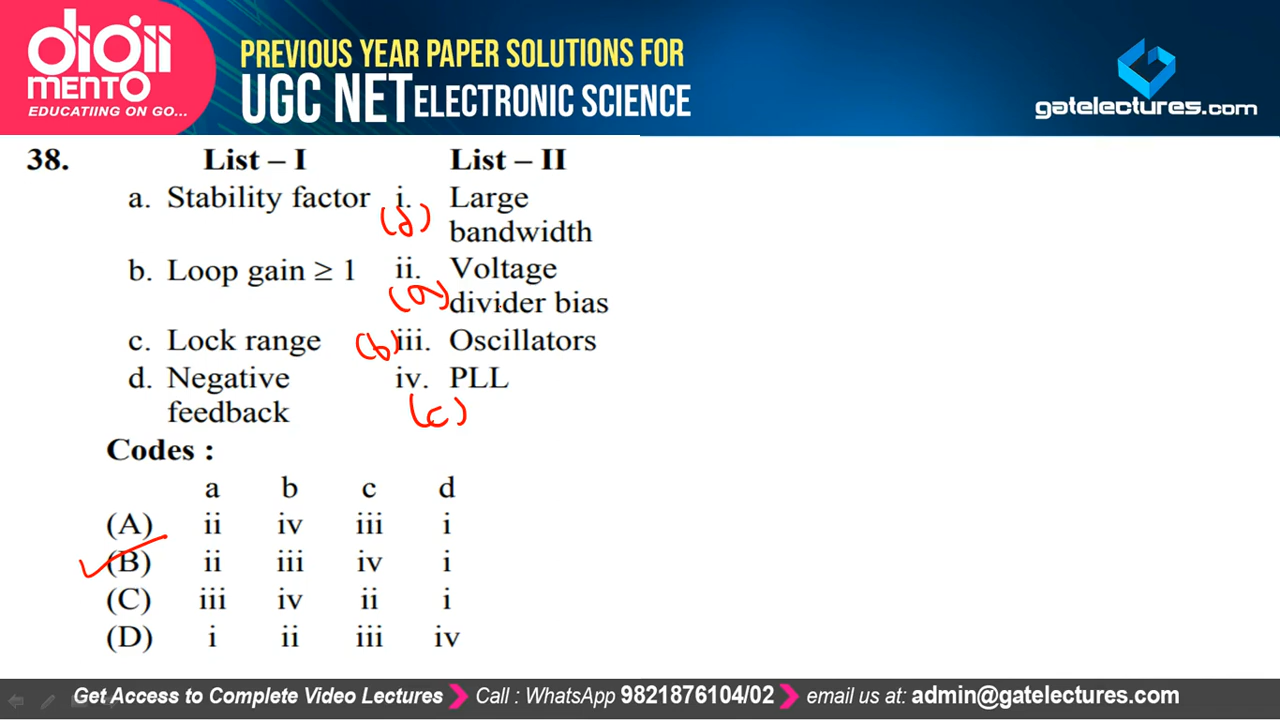 digii
MENTO
EDUCATIING ON GO...
PREVIOUS YEAR PAPER SOLUTIONS FOR
UGC NET ELECTRONIC SCIENCE
gatelectures.com
38. List – I List – II
a. Stability factor i. Large
(d) bandwidth
b. Loop gain ≥ 1 ii. Voltage
(a) divider bias
c. Lock range (b) iii. Oscillators
d. Negative iv. PLL
feedback (c)
Codes :
a b c d
(A) ii iv iii i
(B) ii iii iv i
(C) iii iv ii i
(D) i ii iii iv
Get Access to Complete Video Lectures Call : WhatsApp 9821876104/02 email us at: admin@gatelectures.com